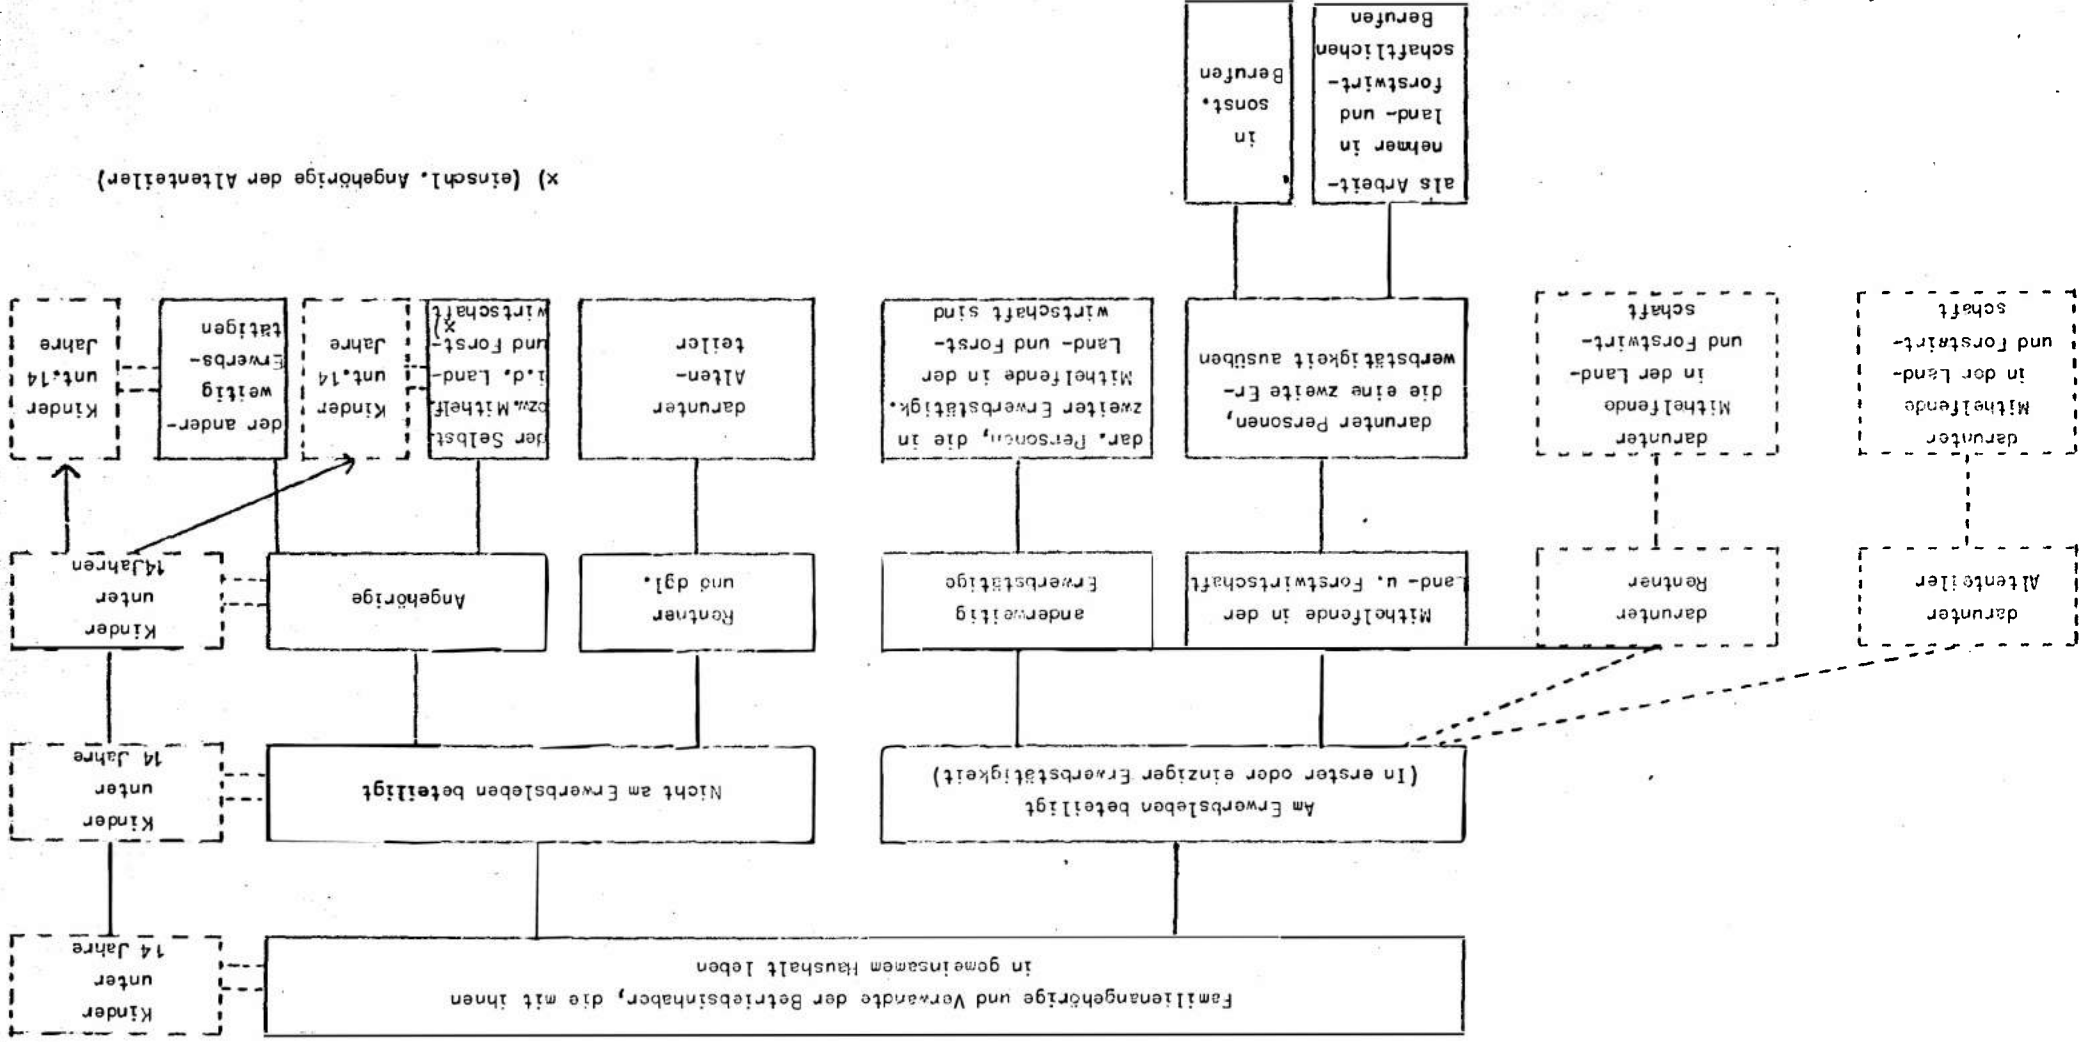 Familienangehörige und Verwandte der Betriebsinhaber, die mit ihnen
in gemeinsamem Haushalt leben
Kinder
unter
14 Jahre
Am Erwerbsleben beteiligt
(In erster oder einziger Erwerbstätigkeit)
Nicht am Erwerbsleben beteiligt
Kinder
unter
14 Jahre
darunter
Altenteiler
darunter
Rentner
Mithelfende in der
Land- u. Forstwirtschaft
anderweitig
Erwerbstätige
Rentner
und dgl.
Angehörige
Kinder
unter
14Jahren
darunter
Mithelfende
in der Land-
und Forstwirt-
schaft
darunter
Mithelfende
in der Land-
und Forstwirt-
schaft
darunter Personen,
die eine zweite Er-
werbstätigkeit ausüben
dar. Personen, die in
zweiter Erwerbstätigk.
Mithelfende in der
Land- und Forst-
wirtschaft sind
darunter
Alten-
teiler
der Selbst.
bzw. Mithelf.
i.d. Land-
und Forst-
wirtschaft x)
Kinder
unt.14
Jahre
der ander-
weitig
Erwerbs-
tätigen
Kinder
unt.14
Jahre
als Arbeit-
nehmer in
land- und
forstwirt-
schaftlichen
Berufen
in
sonst.
Berufen
x) (einschl. Angehörige der Altenteiler)